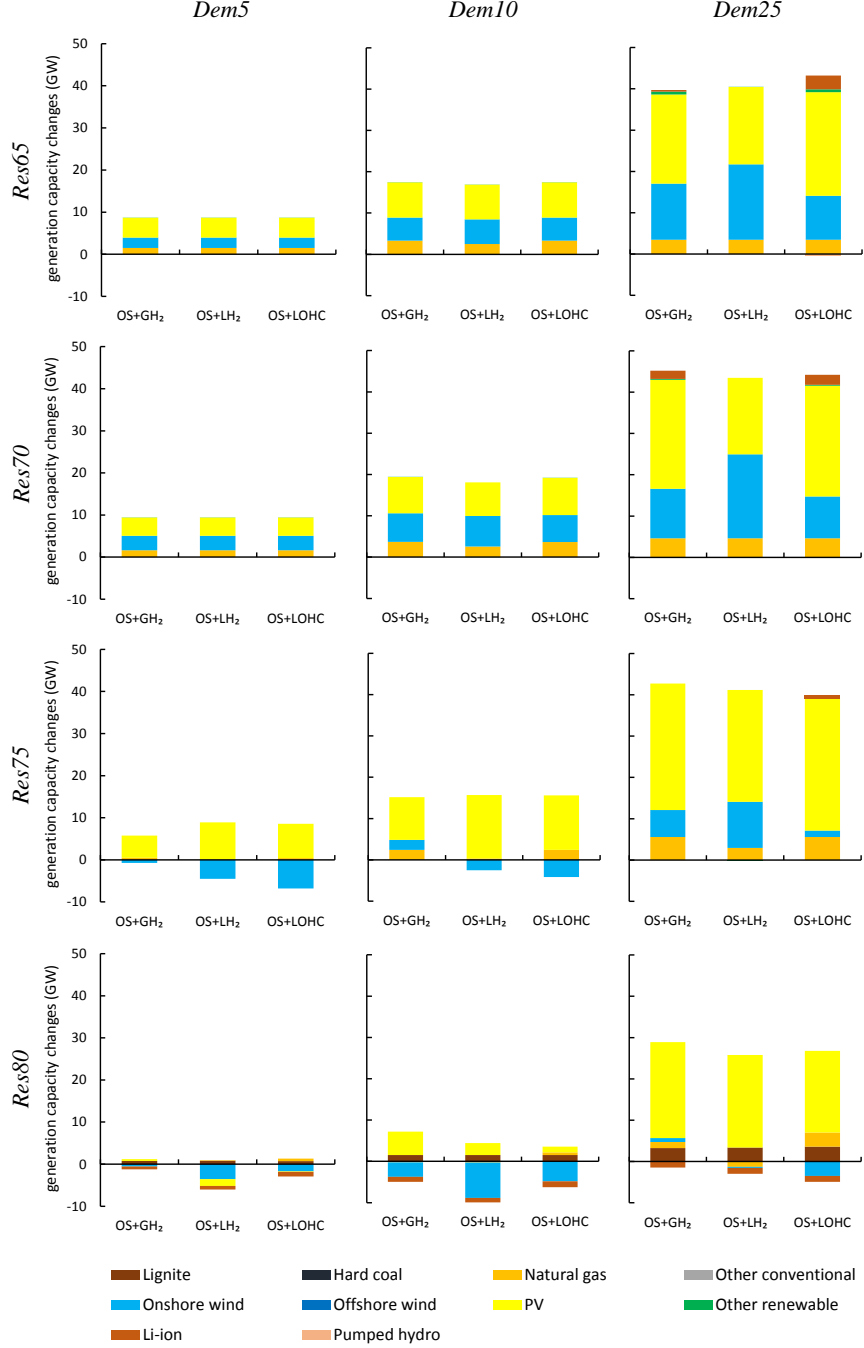 Dem5 Dem10 Dem25
Res65
generation capacity changes (GW)
50
40
30
20
10
0
-10
OS+GH₂ OS+LH₂ OS+LOHC OS+GH₂ OS+LH₂ OS+LOHC OS+GH₂ OS+LH₂ OS+LOHC
Res70
generation capacity changes (GW)
50
40
30
20
10
0
-10
OS+GH₂ OS+LH₂ OS+LOHC OS+GH₂ OS+LH₂ OS+LOHC OS+GH₂ OS+LH₂ OS+LOHC
Res75
generation capacity changes (GW)
50
40
30
20
10
0
-10
OS+GH₂ OS+LH₂ OS+LOHC OS+GH₂ OS+LH₂ OS+LOHC OS+GH₂ OS+LH₂ OS+LOHC
Res80
generation capacity changes (GW)
50
40
30
20
10
0
-10
OS+GH₂ OS+LH₂ OS+LOHC OS+GH₂ OS+LH₂ OS+LOHC OS+GH₂ OS+LH₂ OS+LOHC
Lignite Hard coal Natural gas Other conventional
Onshore wind Offshore wind PV Other renewable
Li-ion Pumped hydro